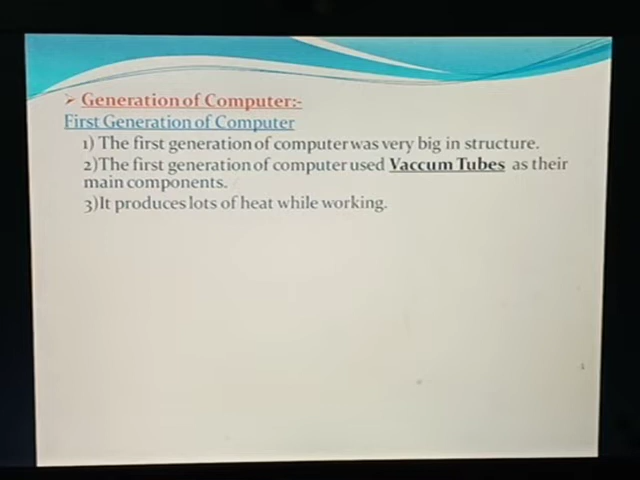 ➢ Generation of Computer:-
First Generation of Computer
1) The first generation of computer was very big in structure.
2)The first generation of computer used Vaccum Tubes as their
main components.
3)It produces lots of heat while working.
1